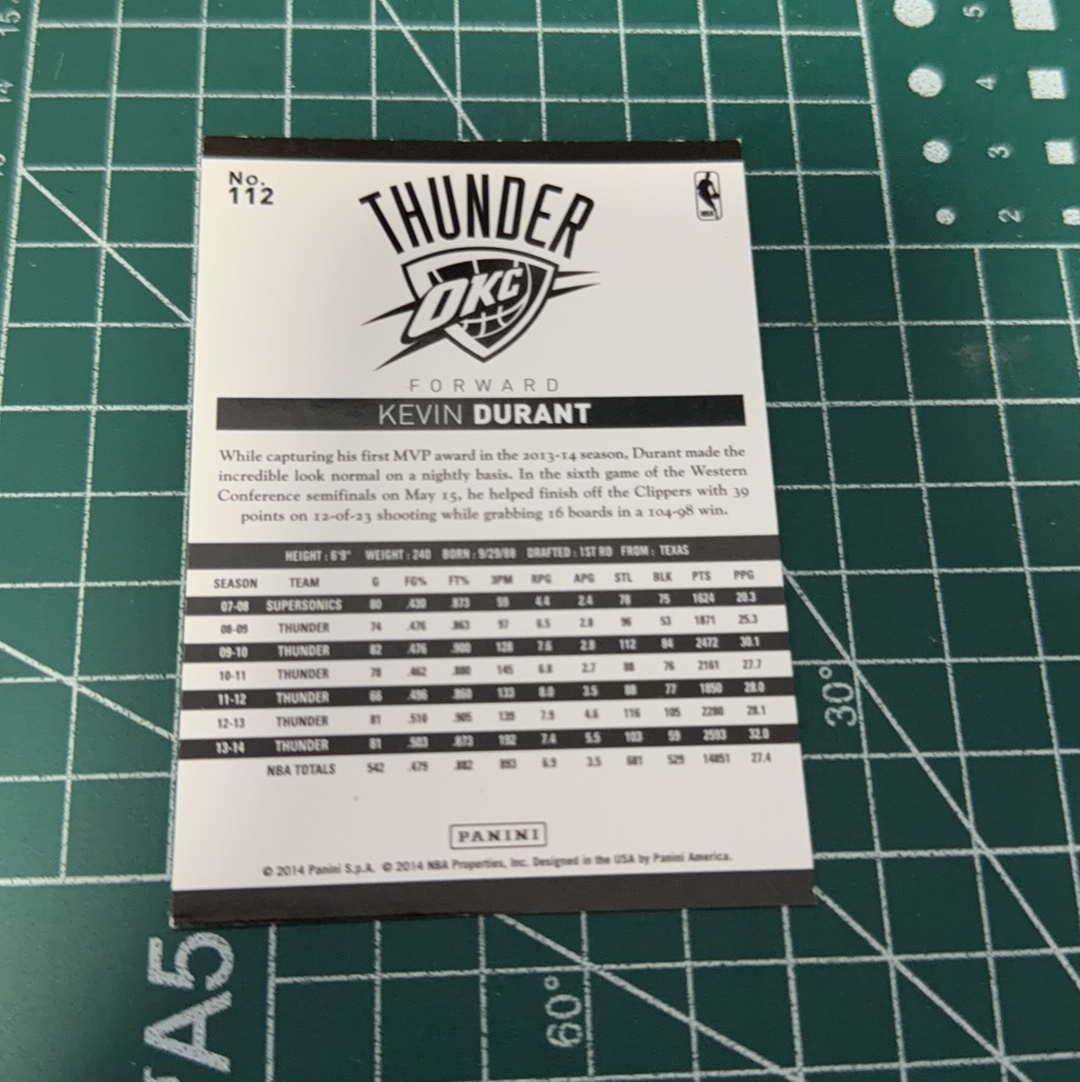 No.
112
THUNDER
OKC
FORWARD
KEVIN DURANT
While capturing his first MVP award in the 2013-14 season, Durant made the
incredible look normal on a nightly basis. In the sixth game of the Western
Conference semifinals on May 15, he helped finish off the Clippers with 39
points on 12-of-23 shooting while grabbing 16 boards in a 104-98 win.
HEIGHT: 6'9" WEIGHT: 240 BORN: 9/29/88 DRAFTED: 1ST RD FROM: TEXAS
SEASON TEAM G FG% FT% 3PM RPG APG STL BLK PTS PPG
07-08 SUPERSONICS 80 .430 .873 59 4.4 2.4 78 75 1624 20.3
08-09 THUNDER 74 .476 .863 97 6.5 2.8 96 53 1871 25.3
09-10 THUNDER 82 .476 .900 128 7.6 2.8 112 84 2472 30.1
10-11 THUNDER 78 .462 .880 145 6.8 2.7 88 76 2161 27.7
11-12 THUNDER 66 .496 .860 133 8.0 3.5 88 77 1850 28.0
12-13 THUNDER 81 .510 .905 139 7.9 4.6 116 105 2280 28.1
13-14 THUNDER 81 .503 .873 192 7.4 5.5 103 59 2593 32.0
NBA TOTALS 542 .479 .882 893 6.9 3.5 681 529 14851 27.4
PANINI
© 2014 Panini S.p.A. © 2014 NBA Properties, Inc. Designed in the USA by Panini America.
5
4
3
2
30°
60°
A5